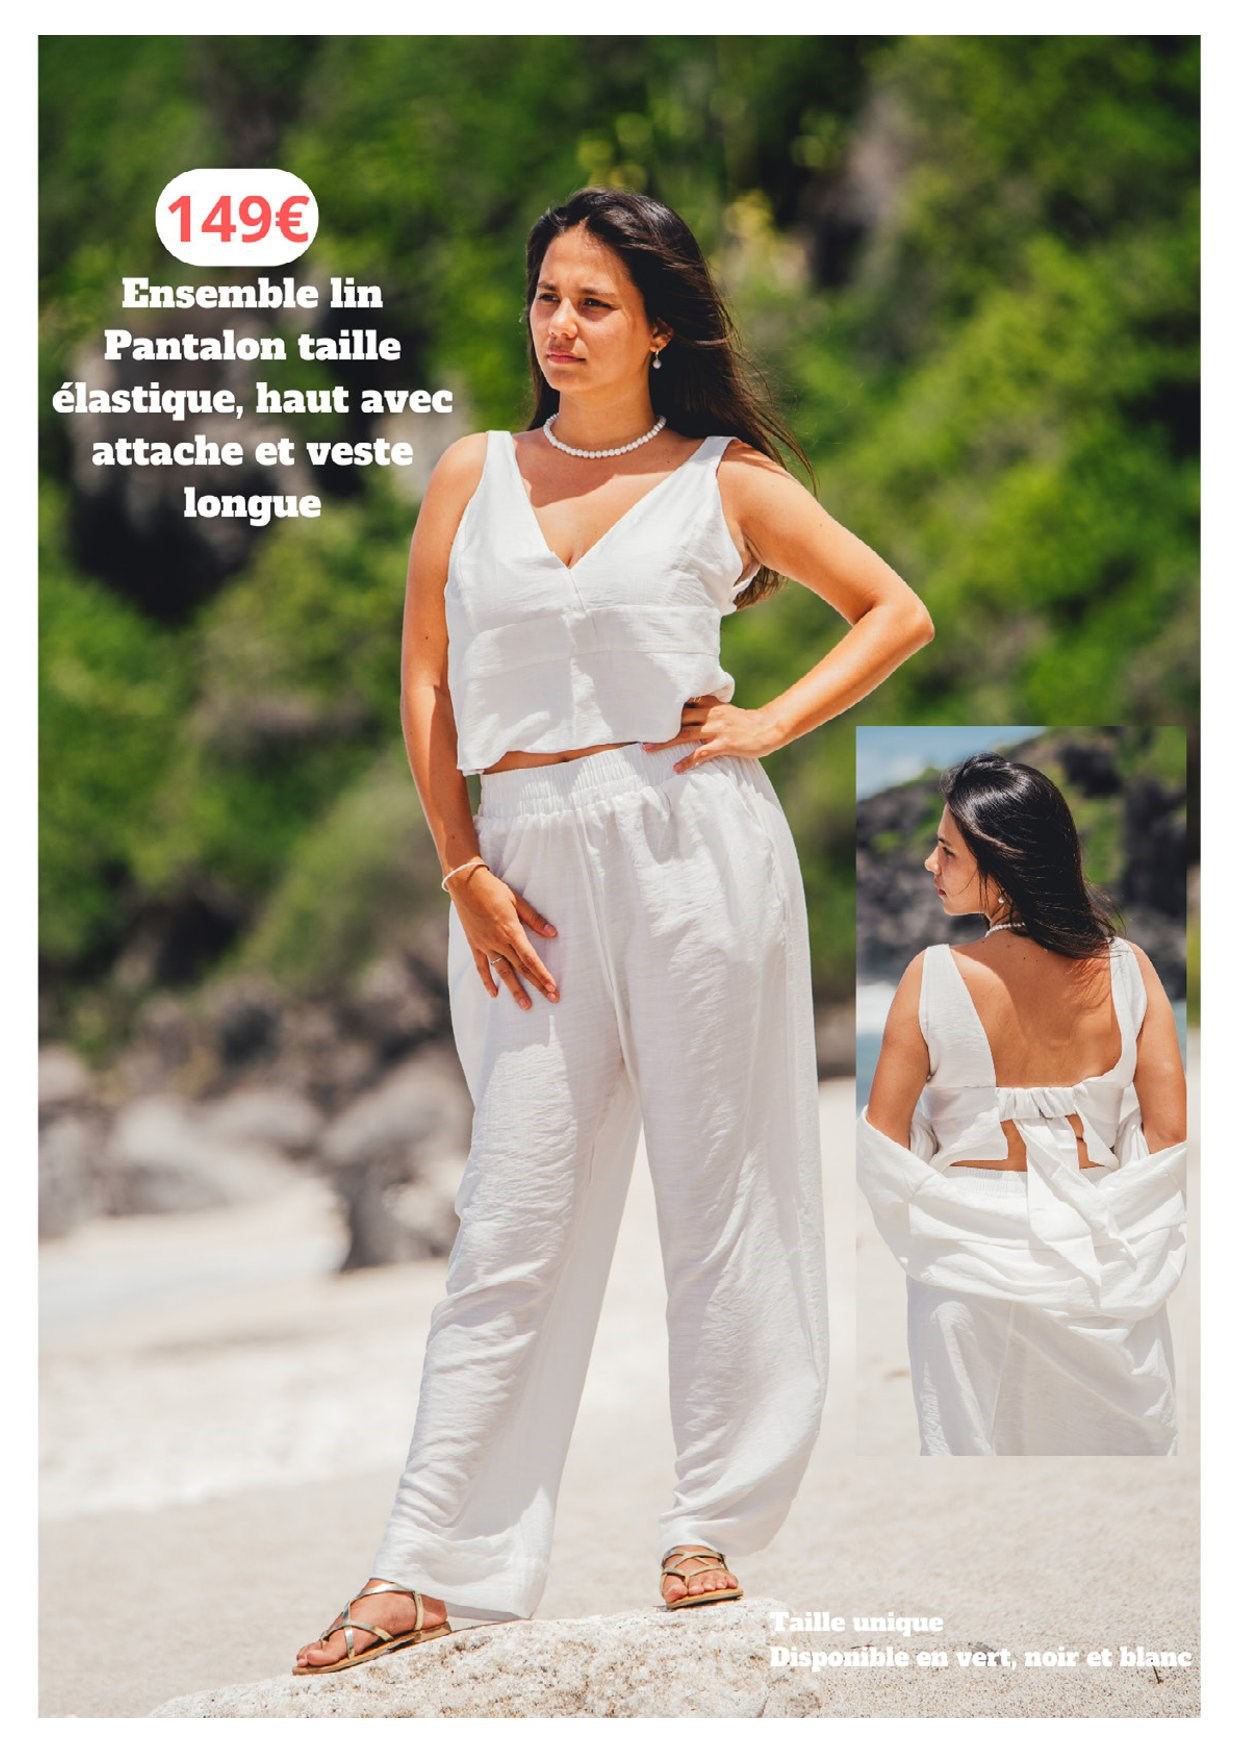 149€
Ensemble lin
Pantalon taille
élastique, haut avec
attache et veste
longue
Taille unique
Disponible en vert, noir et blanc